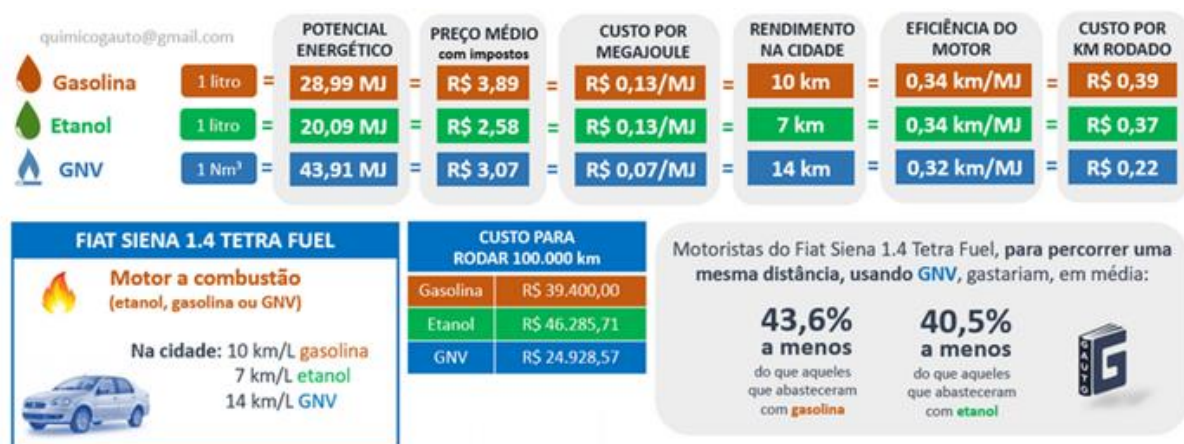 quimicogauto@gmail.com
POTENCIAL
ENERGÉTICO
PREÇO MÉDIO
com impostos
CUSTO POR
MEGAJOULE
RENDIMENTO
NA CIDADE
EFICIÊNCIA DO
MOTOR
CUSTO POR
KM RODADO
Gasolina 1 litro = 28,99 MJ = R$ 3,89 = R$ 0,13/MJ = 10 km = 0,34 km/MJ = R$ 0,39
Etanol 1 litro = 20,09 MJ = R$ 2,58 = R$ 0,13/MJ = 7 km = 0,34 km/MJ = R$ 0,37
GNV 1 Nm³ = 43,91 MJ = R$ 3,07 = R$ 0,07/MJ = 14 km = 0,32 km/MJ = R$ 0,22
FIAT SIENA 1.4 TETRA FUEL
Motor a combustão
(etanol, gasolina ou GNV)
Na cidade: 10 km/L gasolina
7 km/L etanol
14 km/L GNV
CUSTO PARA
RODAR 100.000 km
Gasolina R$ 39.400,00
Etanol R$ 46.285,71
GNV R$ 24.928,57
Motoristas do Fiat Siena 1.4 Tetra Fuel, para percorrer uma
mesma distância, usando GNV, gastariam, em média:
43,6%
a menos
do que aqueles
que abasteceram
com gasolina
40,5%
a menos
do que aqueles
que abasteceram
com etanol
GAUTO
G